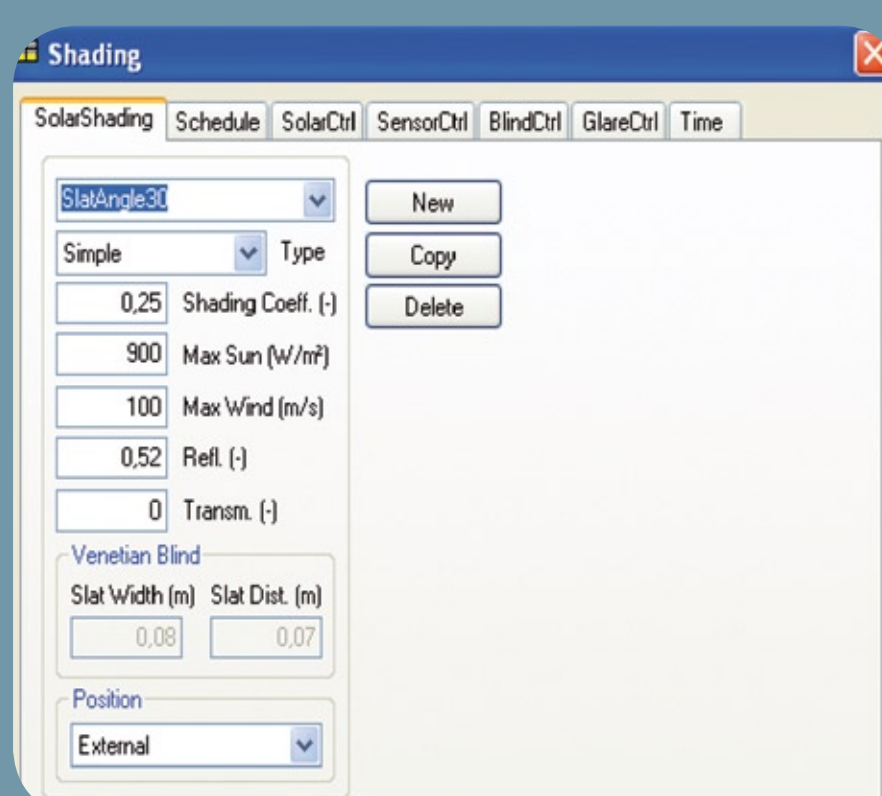 Shading
SolarShading Schedule SolarCtrl SensorCtrl BlindCtrl GlareCtrl Time
SlatAngle30 New
Simple Type Copy
0,25 Shading Coeff. (-) Delete
900 Max Sun (W/m²)
100 Max Wind (m/s)
0,52 Refl. (-)
0 Transm. (-)
Venetian Blind
Slat Width (m) Slat Dist. (m)
0,08 0,07
Position
External